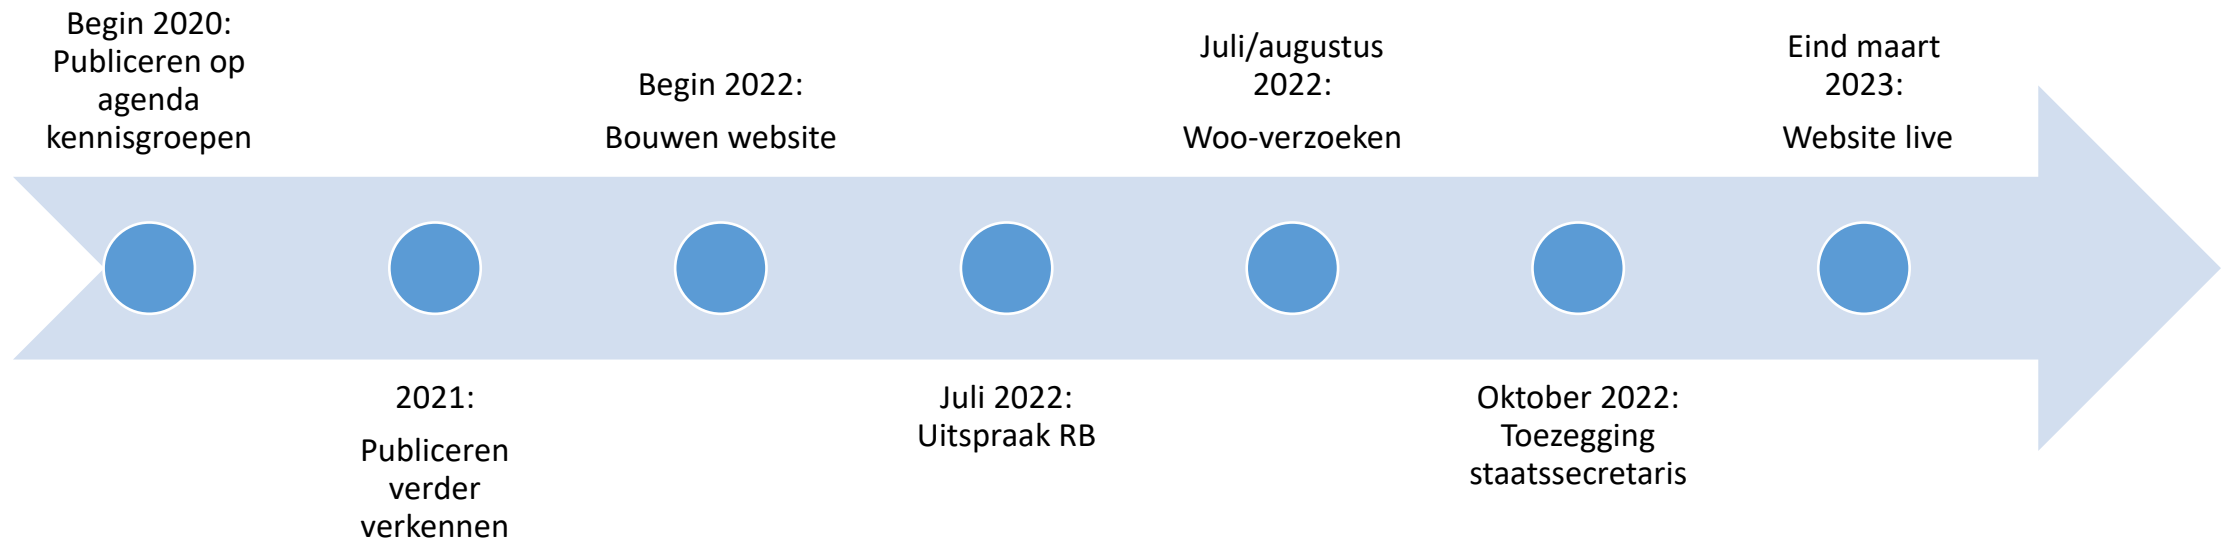 Begin 2020:
Publiceren op
agenda
kennisgroepen
2021:
Publiceren
verder
verkennen
Begin 2022:
Bouwen website
Juli 2022:
Uitspraak RB
Juli/augustus
2022:
Woo-verzoeken
Oktober 2022:
Toezegging
staatssecretaris
Eind maart
2023:
Website live